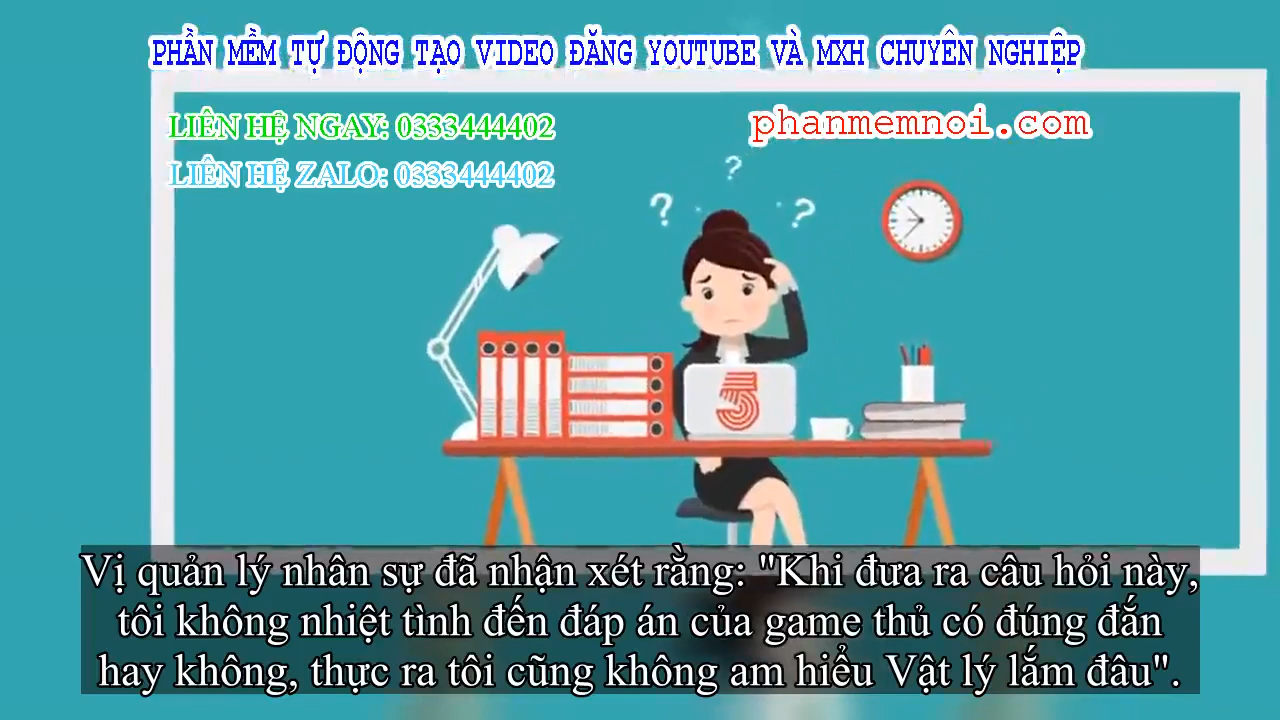 PHẦN MỀM TỰ ĐỘNG TẠO VIDEO ĐĂNG YOUTUBE VÀ MXH CHUYÊN NGHIỆP
LIÊN HỆ NGAY: 0333444402
phanmemnoi.com
LIÊN HỆ ZALO: 0333444402
? ? ?
5
Vị quản lý nhân sự đã nhận xét rằng: "Khi đưa ra câu hỏi này,
tôi không nhiệt tình đến đáp án của game thủ có đúng đắn
hay không, thực ra tôi cũng không am hiểu Vật lý lắm đâu".